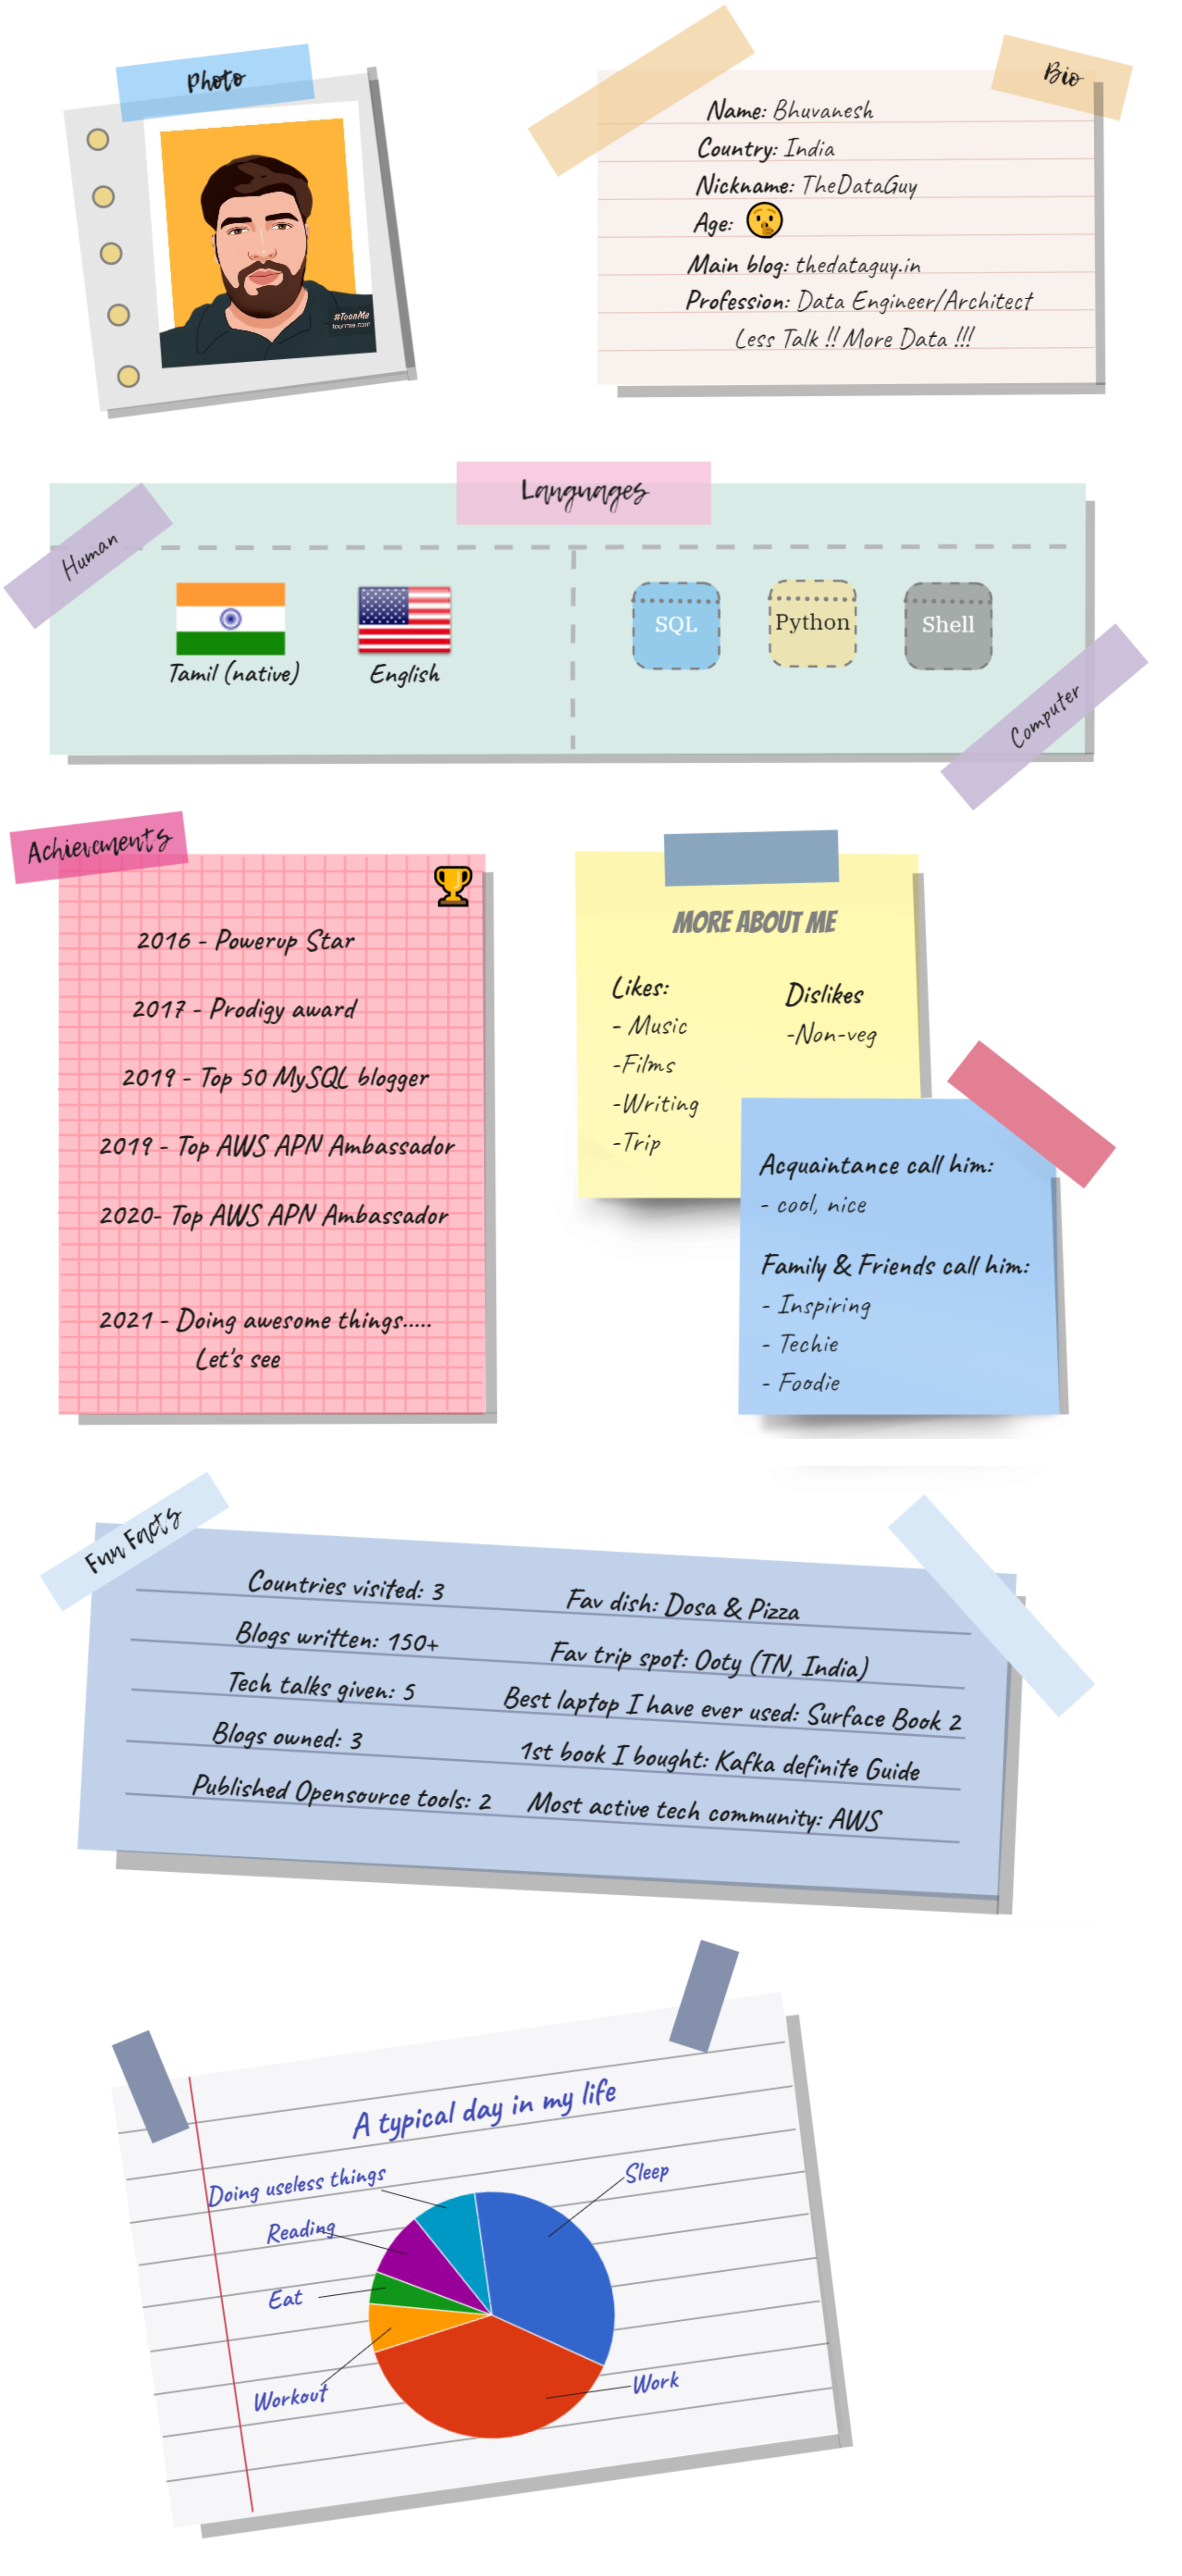 Photo
#ToonMe
toonme.com
Bio
Name: Bhuvanesh
Country: India
Nickname: TheDataGuy
Age:
Main blog: thedataguy.in
Profession: Data Engineer/Architect
Less Talk !! More Data !!!
Languages
Human
Tamil (native)
English
SQL
Python
Shell
Computer
Achievements
2016 - Powerup Star
2017 - Prodigy award
2019 - Top 50 MySQL blogger
2019 - Top AWS APN Ambassador
2020- Top AWS APN Ambassador
2021 - Doing awesome things.....
Let's see
MORE ABOUT ME
Likes:
- Music
-Films
-Writing
-Trip
Dislikes
-Non-veg
Acquaintance call him:
- cool, nice
Family & Friends call him:
- Inspiring
- Techie
- Foodie
Fun Facts
Countries visited: 3
Blogs written: 150+
Tech talks given: 5
Blogs owned: 3
Published Opensource tools: 2
Fav dish: Dosa & Pizza
Fav trip spot: Ooty (TN, India)
Best laptop I have ever used: Surface Book 2
1st book I bought: Kafka definite Guide
Most active tech community: AWS
A typical day in my life
Doing useless things
Sleep
Reading
Eat
Workout
Work